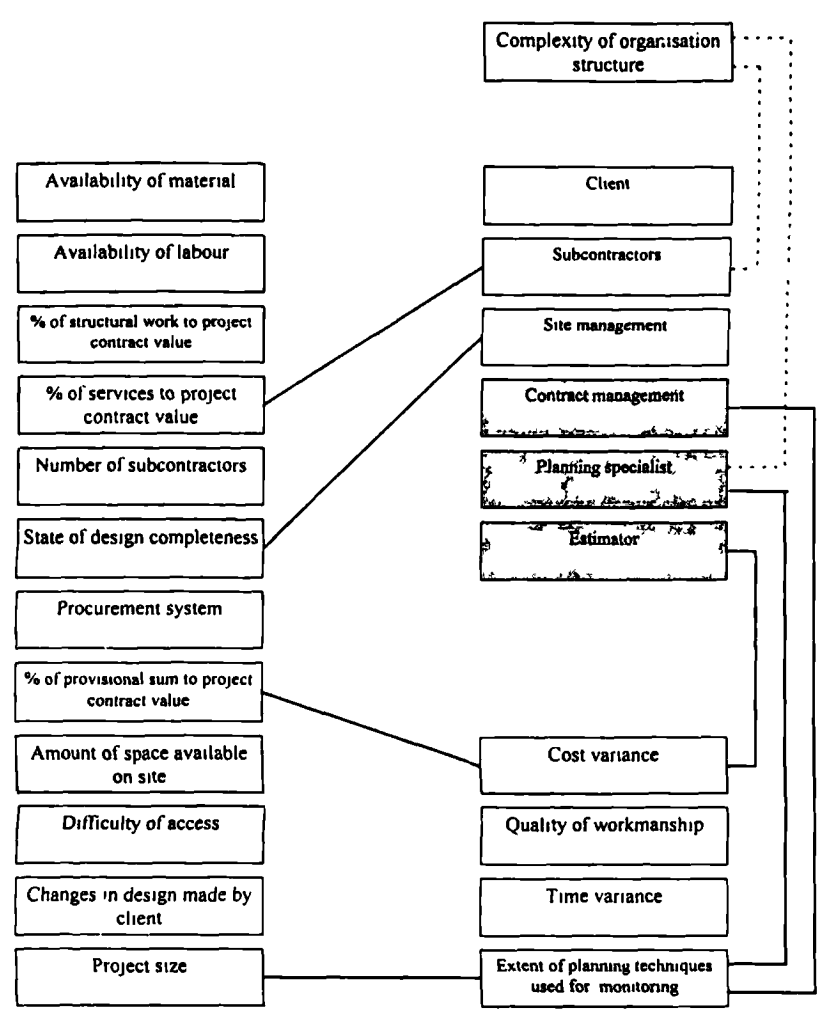 Complexity of organisation
structure
Availability of material
Availability of labour
% of structural work to project
contract value
% of services to project
contract value
Number of subcontractors
State of design completeness
Procurement system
% of provisional sum to project
contract value
Amount of space available
on site
Difficulty of access
Changes in design made by
client
Project size
Client
Subcontractors
Site management
Contract management
Planning specialist
Estimator
Cost variance
Quality of workmanship
Time variance
Extent of planning techniques
used for monitoring